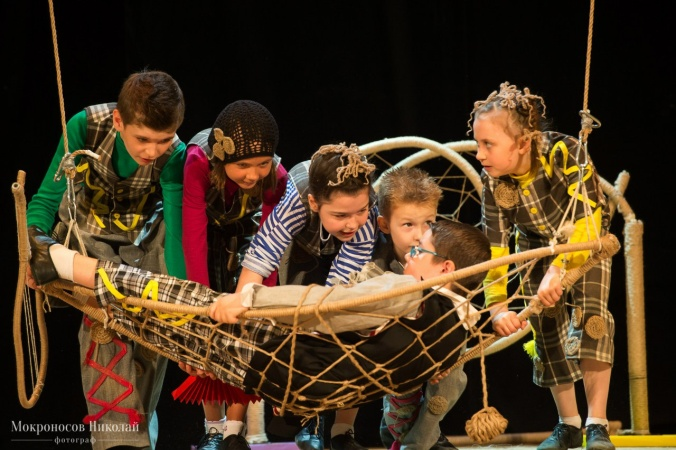 Мокроносов Николай
фотограф